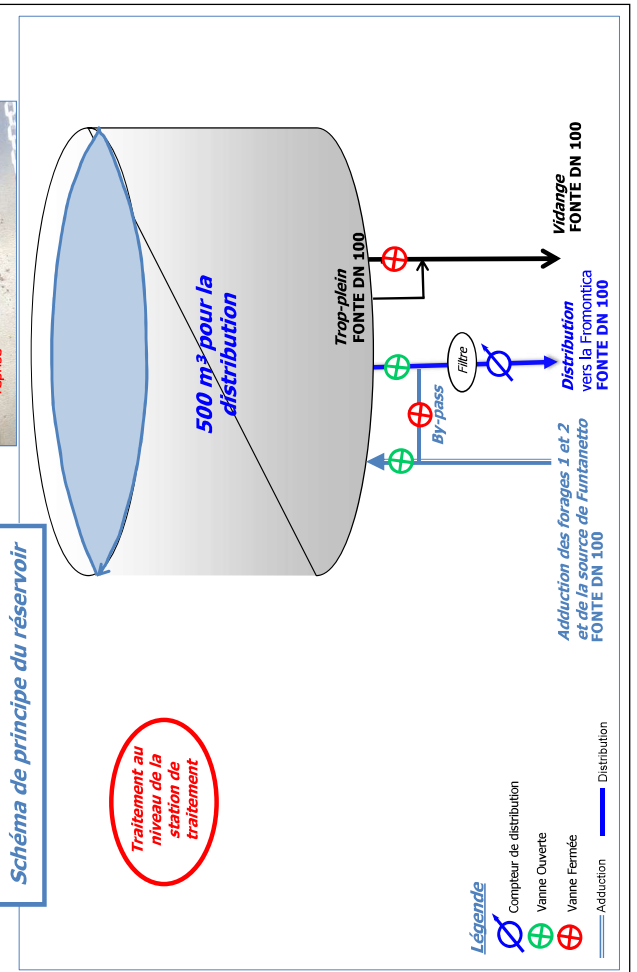 reprise
Schéma de principe du réservoir
500 m³ pour la
distribution
Trop-plein
FONTE DN 100
Filtre
By-pass
Vidange
FONTE DN 100
Distribution
vers la Fromontica
FONTE DN 100
Adduction des forages 1 et 2
et de la source de Funtanetto
FONTE DN 100
Traitement au
niveau de la
station de
traitement
Légende
Compteur de distribution
Vanne Ouverte
Vanne Fermée
Adduction
Distribution